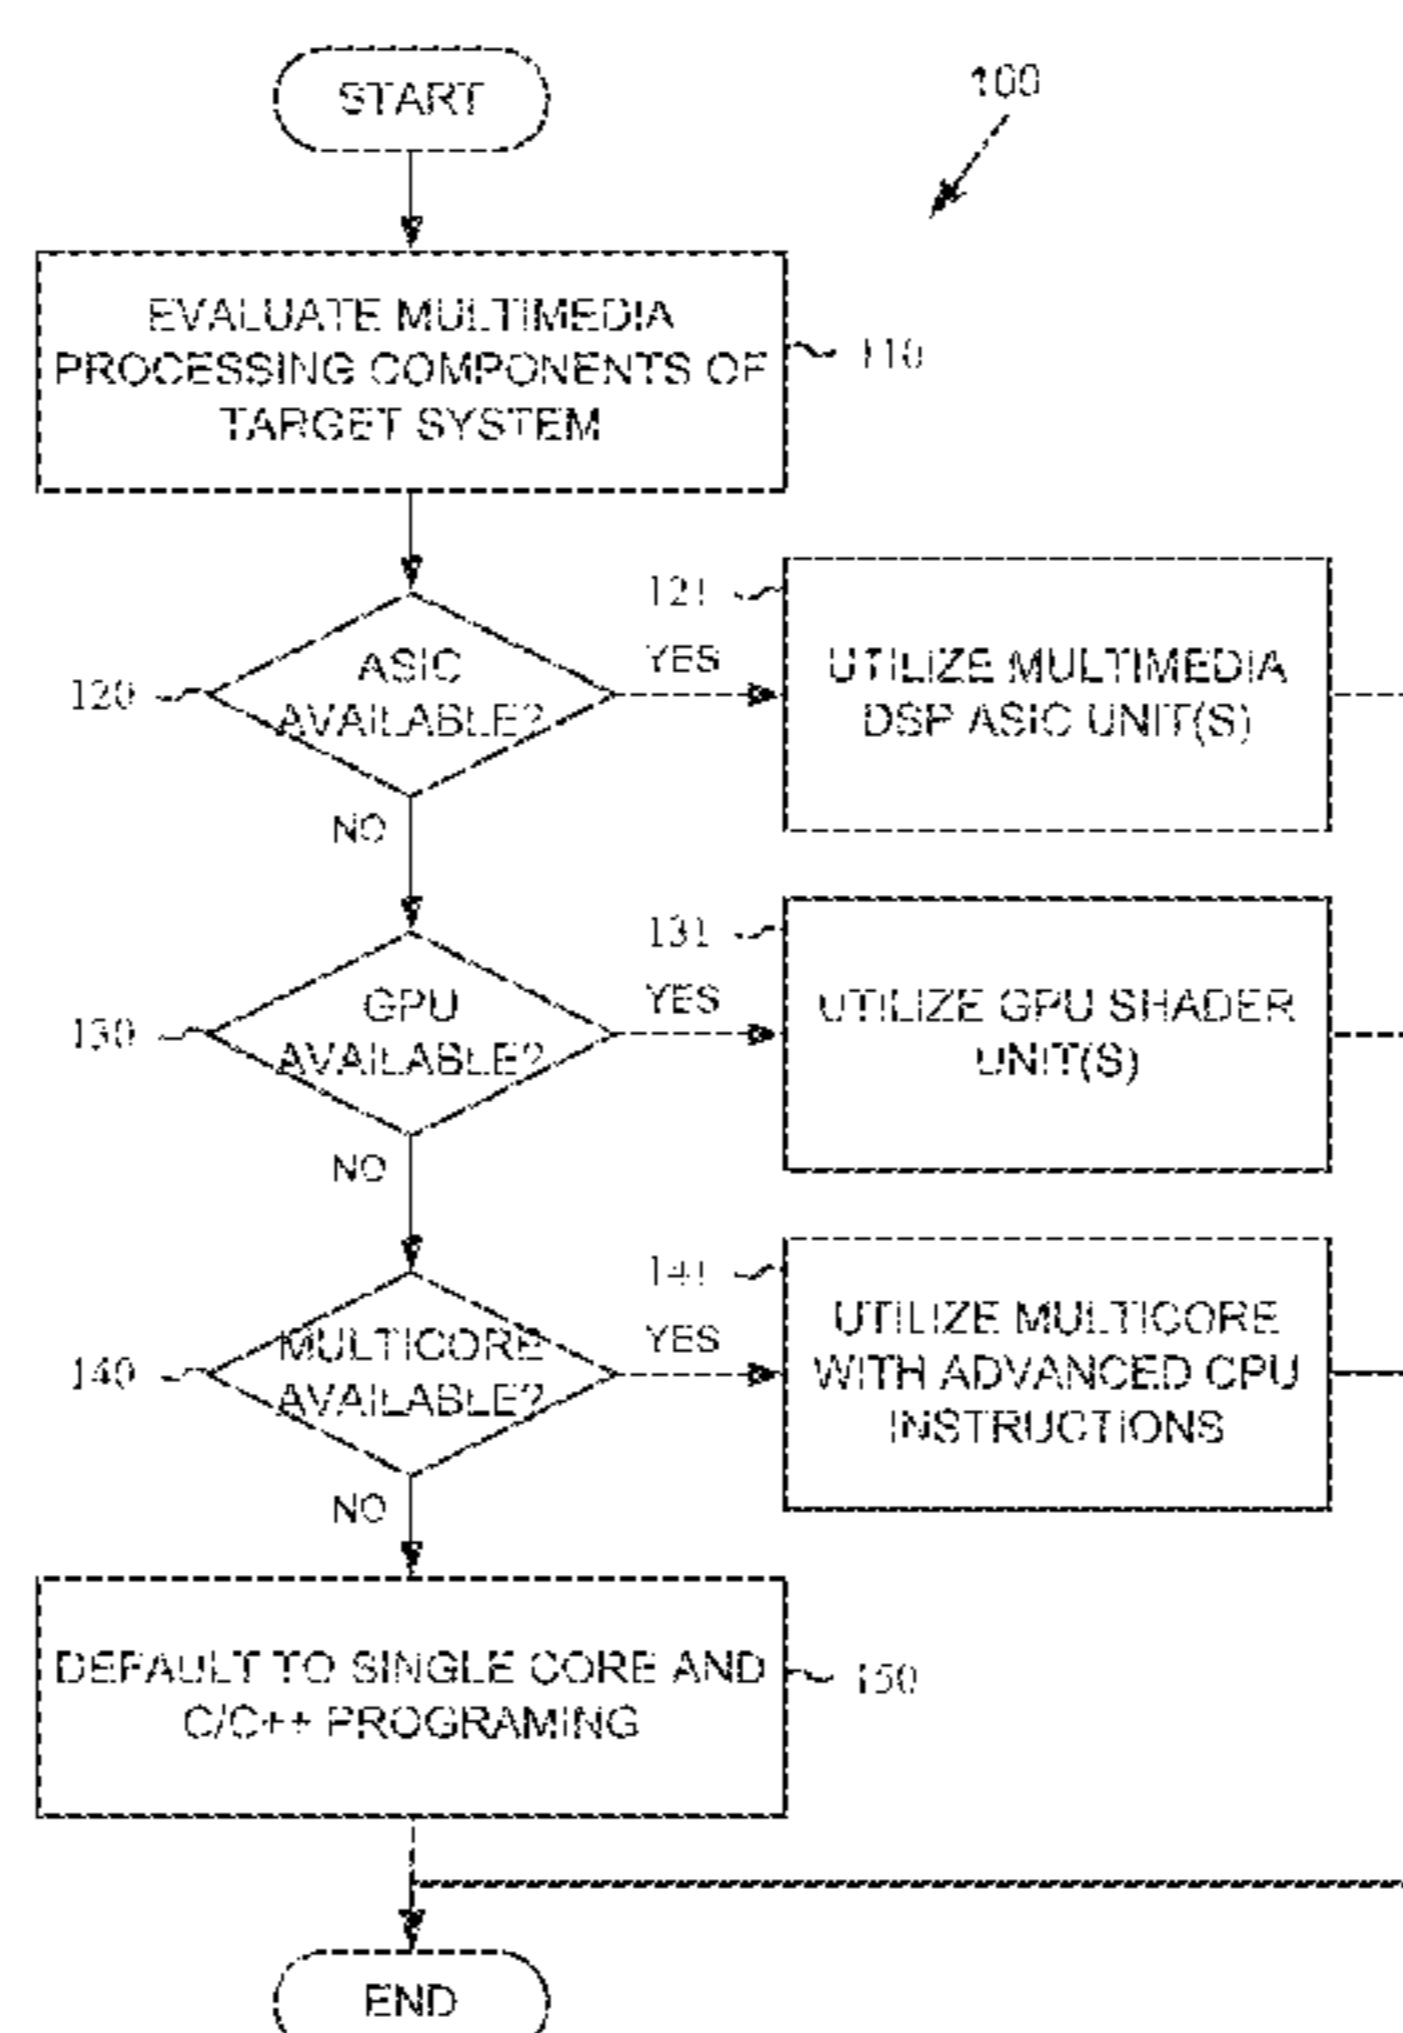 START
100
EVALUATE MULTIMEDIA
PROCESSING COMPONENTS OF
TARGET SYSTEM
110
121
120
ASIC
AVAILABLE?
YES
UTILIZE MULTIMEDIA
DSP ASIC UNIT(S)
NO
131
130
GPU
AVAILABLE?
YES
UTILIZE GPU SHADER
UNIT(S)
NO
141
140
MULTICORE
AVAILABLE?
YES
UTILIZE MULTICORE
WITH ADVANCED CPU
INSTRUCTIONS
NO
DEFAULT TO SINGLE CORE AND
C/C++ PROGRAMING
150
END